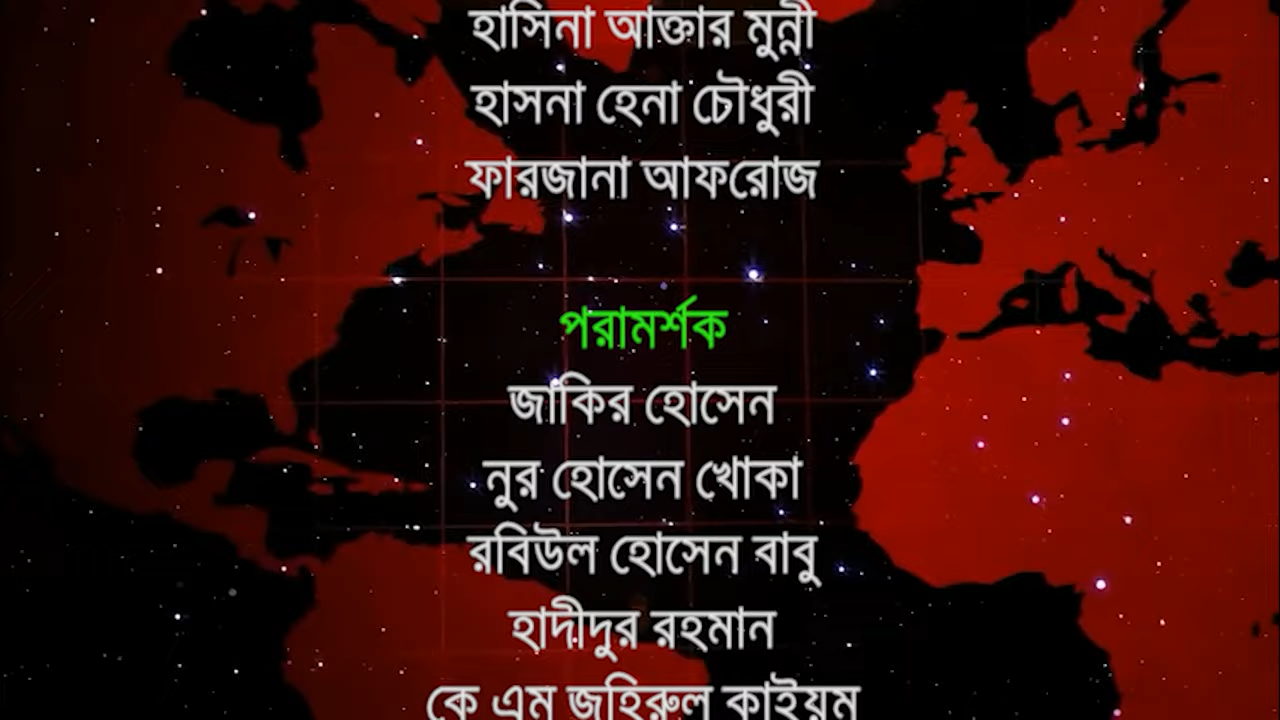 হাসিনা আক্তার মুন্নী
হাসনা হেনা চৌধুরী
ফারজানা আফরোজ
পরামর্শক
জাকির হোসেন
নুর হোসেন খোকা
রবিউল হোসেন বাবু
হাদীদুর রহমান
কে এম জহিরুল কাইয়ুম